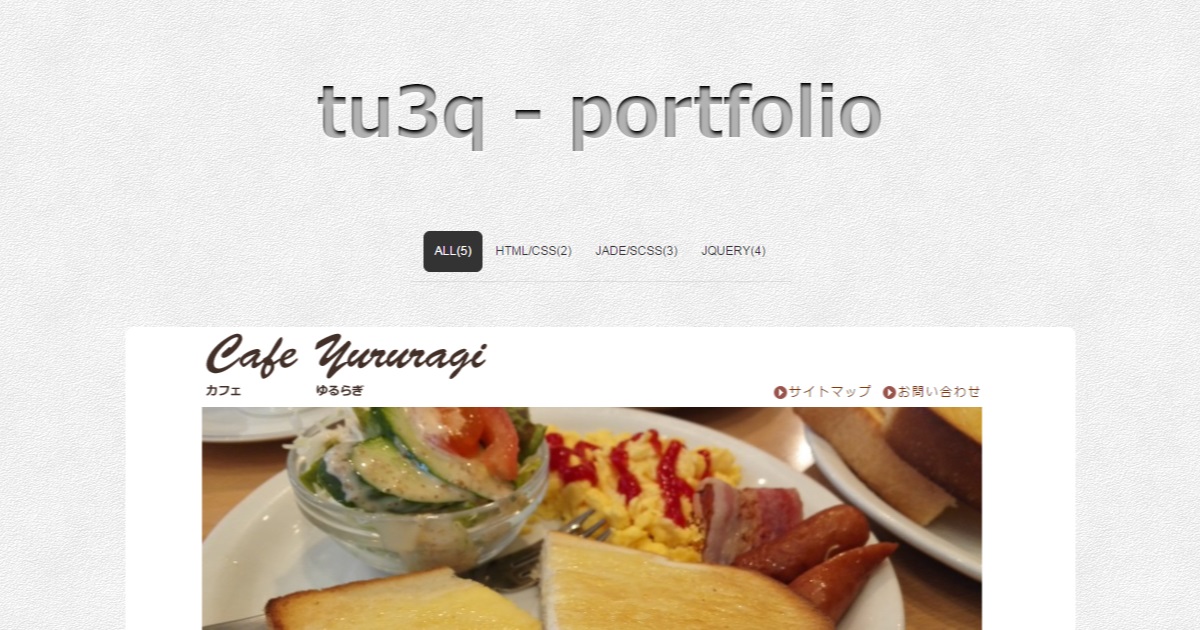 tu3q - portfolio
ALL(5) HTML/CSS(2) JADE/SCSS(3) JQUERY(4)
Cafe Yururagi
カフェ ゆるらぎ
サイトマップ お問い合わせ